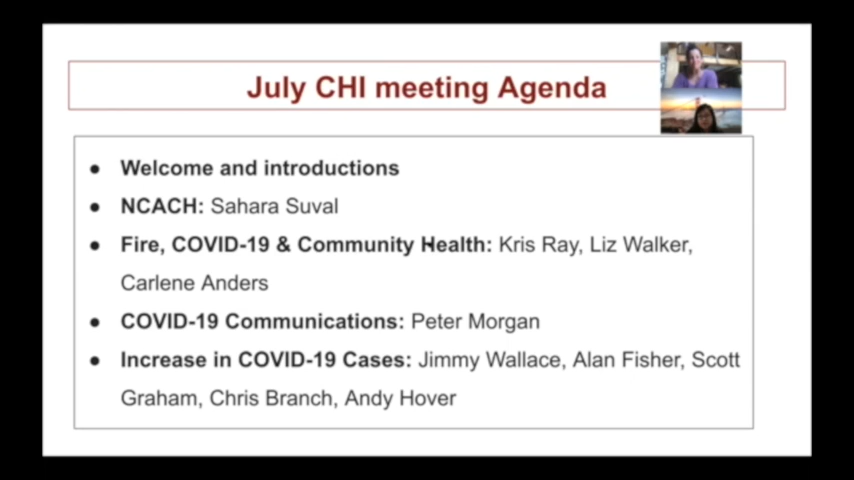 July CHI meeting Agenda
● Welcome and introductions
● NCACH: Sahara Suval
● Fire, COVID-19 & Community Health: Kris Ray, Liz Walker,
Carlene Anders
● COVID-19 Communications: Peter Morgan
● Increase in COVID-19 Cases: Jimmy Wallace, Alan Fisher, Scott
Graham, Chris Branch, Andy Hover